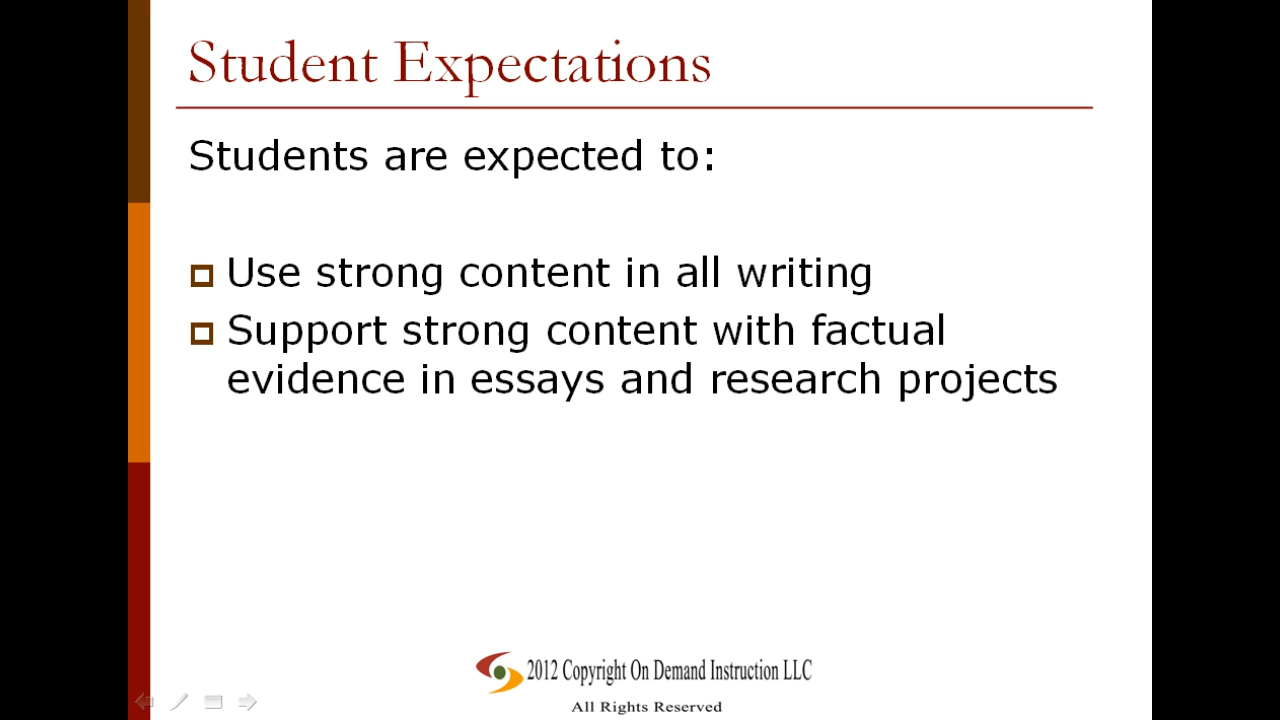 Student Expectations
Students are expected to:
Use strong content in all writing
Support strong content with factual
evidence in essays and research projects
2012 Copyright On Demand Instruction LLC
All Rights Reserved